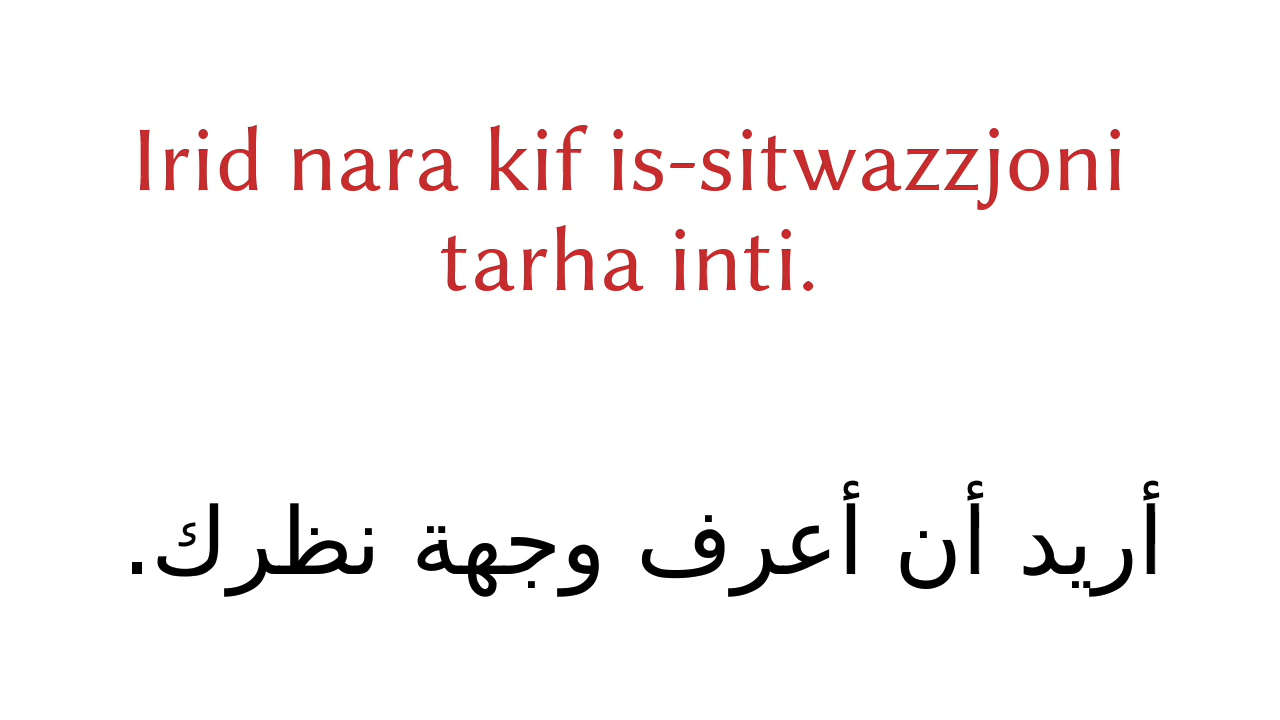 Irid nara kif is-sitwazzjoni
tarha inti.
أريد أن أعرف وجهة نظرك.